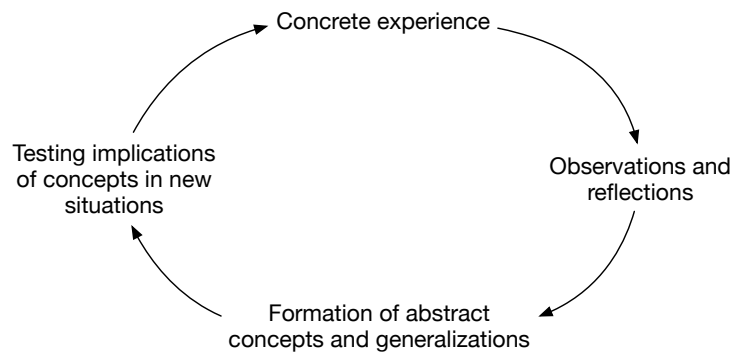 Concrete experience
Observations and
reflections
Formation of abstract
concepts and generalizations
Testing implications
of concepts in new
situations